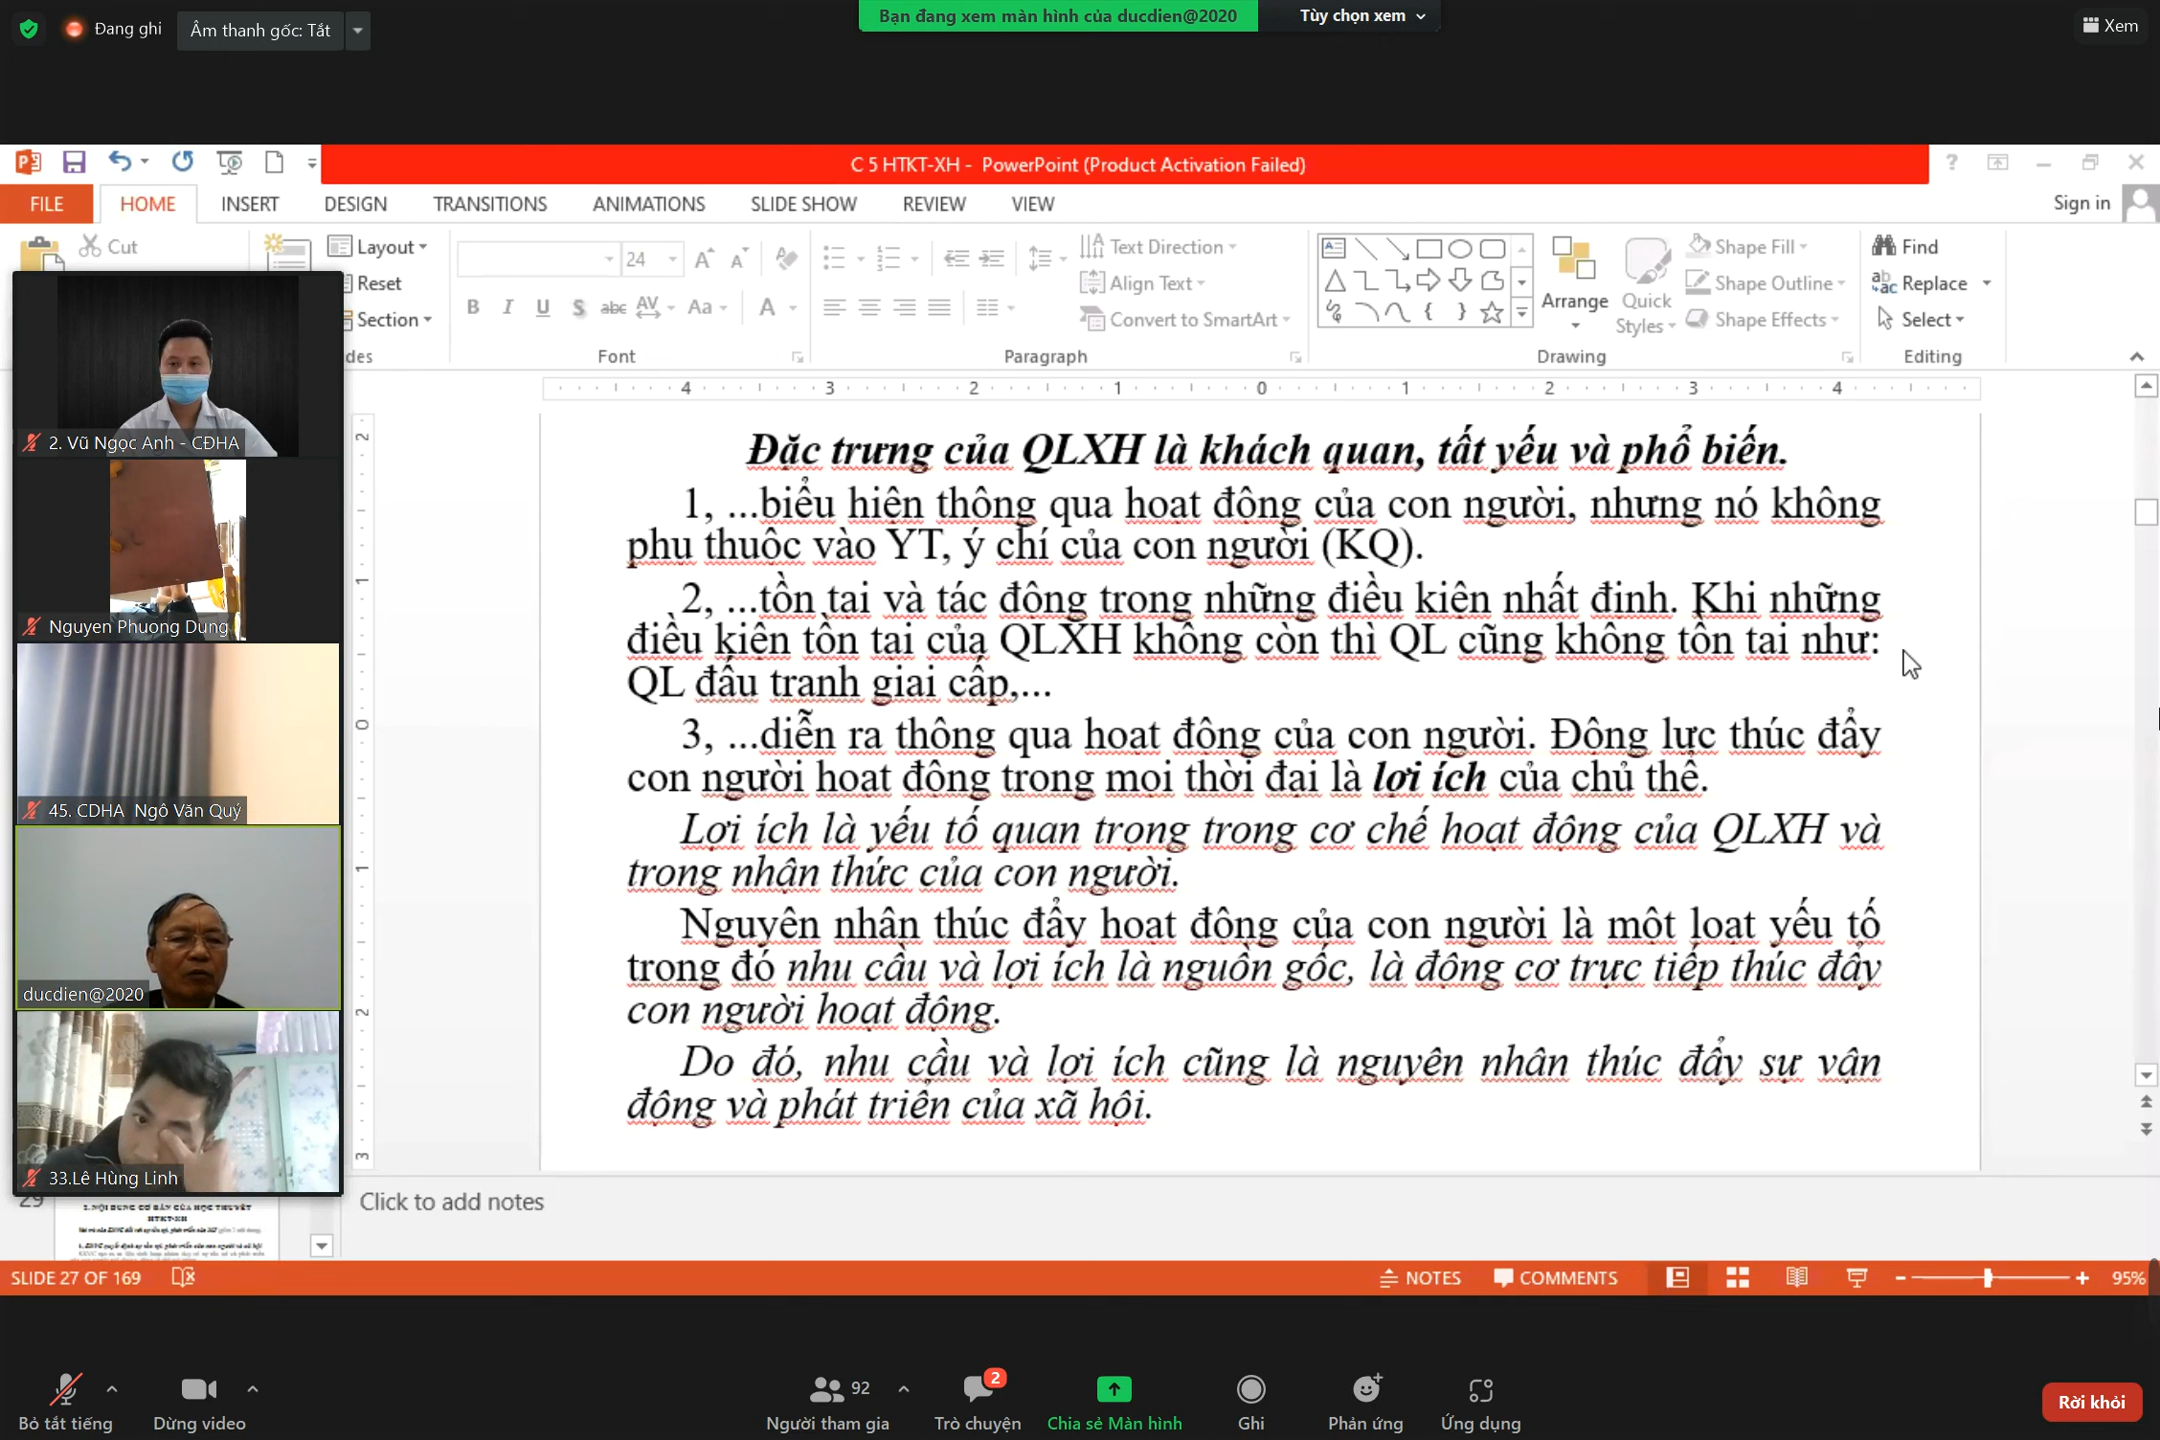 Đang ghi
Âm thanh gốc: Tắt
Bạn đang xem màn hình của ducdien@2020
Tùy chọn xem
Xem
C 5 HTKT-XH - PowerPoint (Product Activation Failed)
FILE HOME INSERT DESIGN TRANSITIONS ANIMATIONS SLIDE SHOW REVIEW VIEW
Sign in
Cut
Layout
Reset
Section
24
Font
Text Direction
Align Text
Convert to SmartArt
Paragraph
Arrange
Quick Styles
Shape Fill
Shape Outline
Shape Effects
Drawing
Find
Replace
Select
Editing
2. Vũ Ngọc Anh - CĐHA
Nguyen Phuong Dung
45. CDHA Ngô Văn Quý
ducdien@2020
33.Lê Hùng Linh
Đặc trưng của QLXH là khách quan, tất yếu và phổ biến.
1, ...biểu hiện thông qua hoạt động của con người, nhưng nó không
phụ thuộc vào YT, ý chí của con người (KQ).
2, ...tồn tại và tác động trong những điều kiện nhất định. Khi những
điều kiện tồn tại của QLXH không còn thì QL cũng không tồn tại như:
QL đấu tranh giai cấp,...
3, ...diễn ra thông qua hoạt động của con người. Động lực thúc đẩy
con người hoạt động trong mọi thời đại là lợi ích của chủ thể.
Lợi ích là yếu tố quan trọng trong cơ chế hoạt động của QLXH và
trong nhận thức của con người.
Nguyên nhân thúc đẩy hoạt động của con người là một loạt yếu tố
trong đó nhu cầu và lợi ích là nguồn gốc, là động cơ trực tiếp thúc đẩy
con người hoạt động.
Do đó, nhu cầu và lợi ích cũng là nguyên nhân thúc đẩy sự vận
động và phát triển của xã hội.
29
2. NỘI DUNG CƠ BẢN CỦA HỌC THUYẾT
HTKT-XH
Click to add notes
SLIDE 27 OF 169
NOTES
COMMENTS
95%
Bỏ tắt tiếng
Dừng video
92
Người tham gia
2
Trò chuyện
Chia sẻ Màn hình
Ghi
Phản ứng
Ứng dụng
Rời khỏi